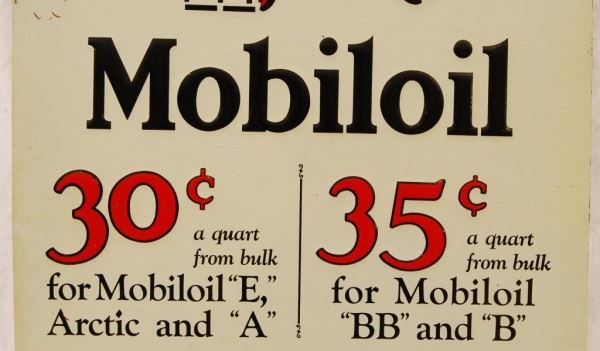 Mobiloil
30¢
a quart
from bulk
for Mobiloil "E,"
Arctic and "A"
35¢
a quart
from bulk
for Mobiloil
"BB" and "B"